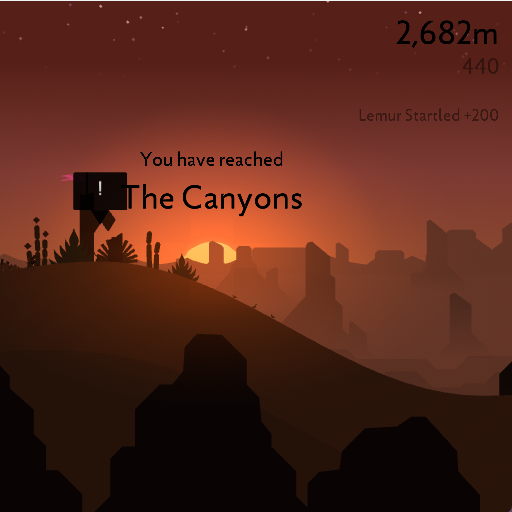 2,682m
440
Lemur Startled +200
You have reached
The Canyons
!